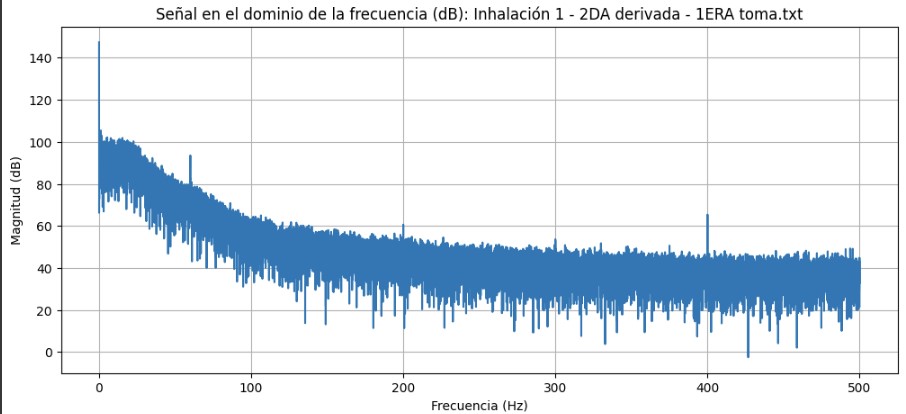 Señal en el dominio de la frecuencia (dB): Inhalación 1 - 2DA derivada - 1ERA toma.txt
Magnitud (dB)
140
120
100
80
60
40
20
0
0 100 200 300 400 500
Frecuencia (Hz)